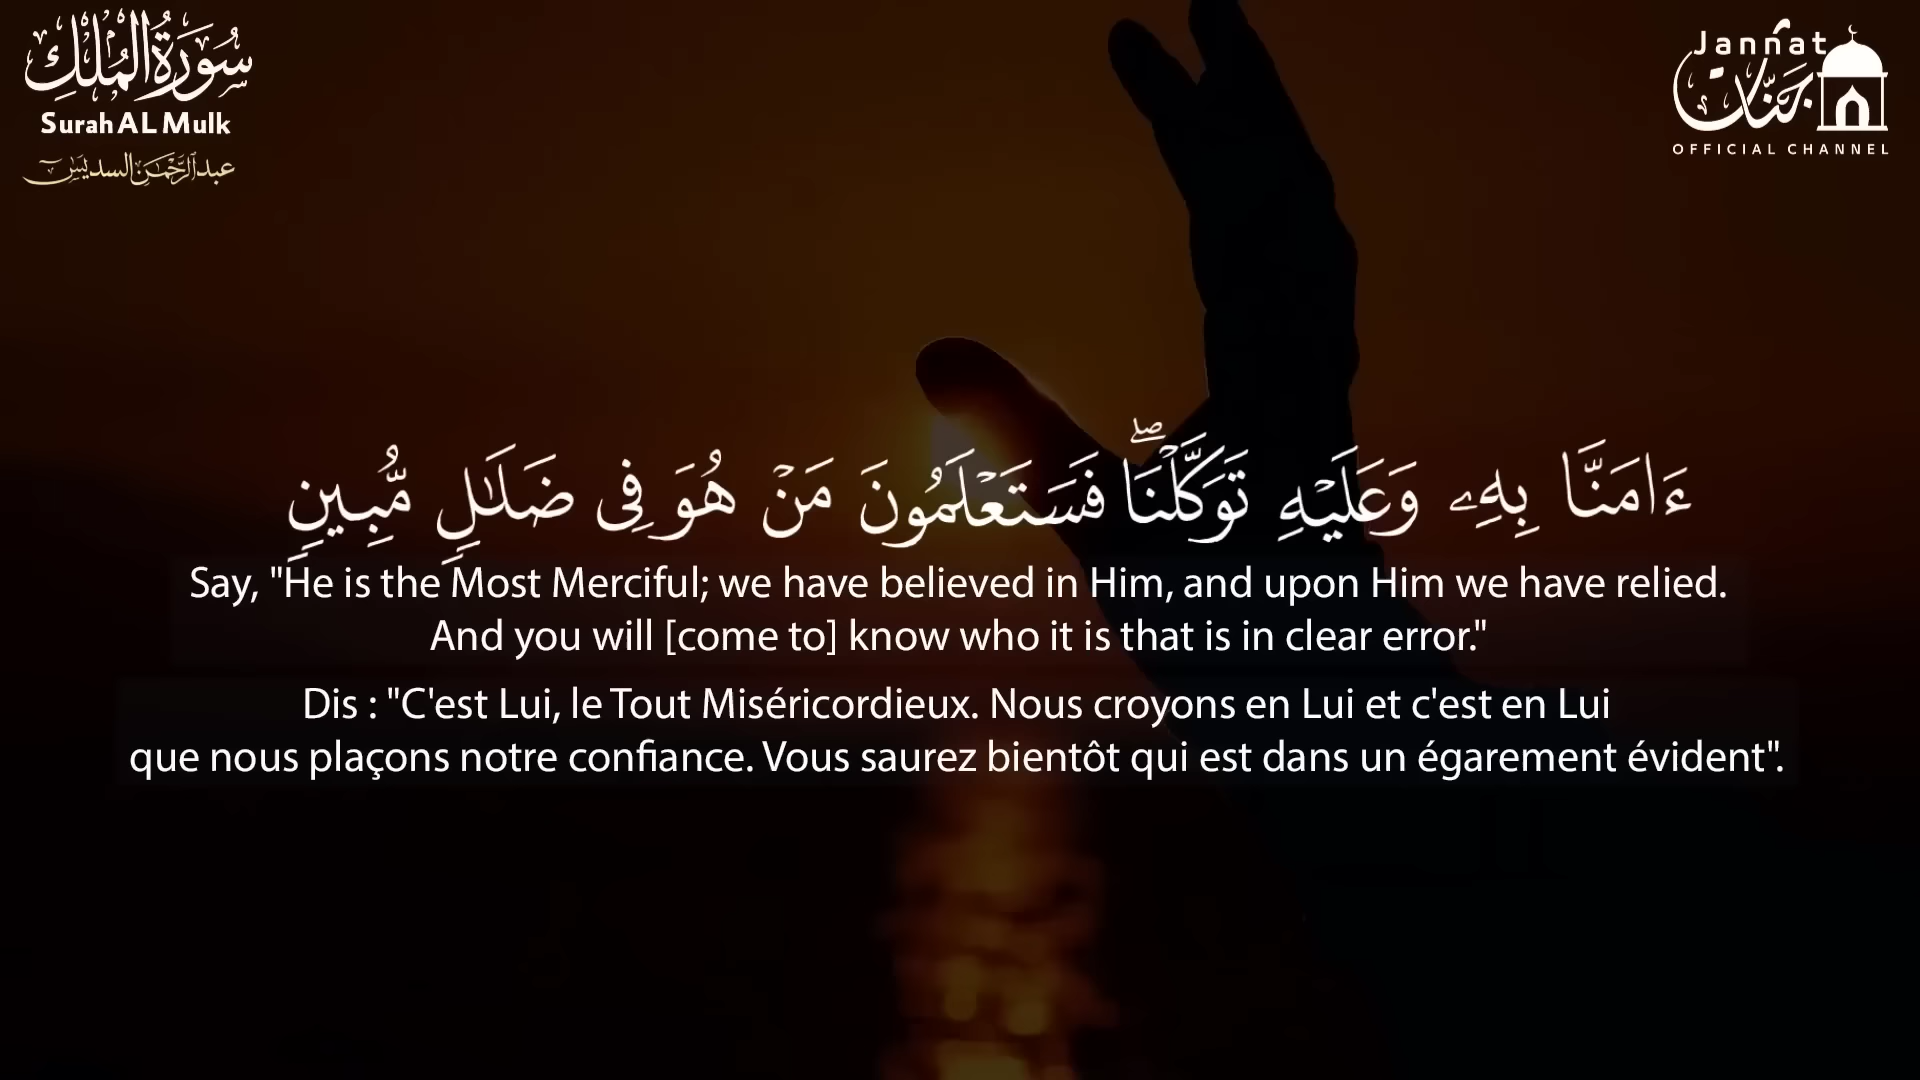 سُورَةُ الْمُلْكِ
Surah AL Mulk
عبد الرَّحْمَٰن السديس
Jannat
جَنَّات
OFFICIAL CHANNEL
ءَامَنَّا بِهِۦ وَعَلَيْهِ تَوَكَّلْنَا ۖ فَسَتَعْلَمُونَ مَنْ هُوَ فِى ضَلَـٰلٍ مُّبِينٍ
Say, "He is the Most Merciful; we have believed in Him, and upon Him we have relied.
And you will [come to] know who it is that is in clear error."
Dis : "C'est Lui, le Tout Miséricordieux. Nous croyons en Lui et c'est en Lui
que nous plaçons notre confiance. Vous saurez bientôt qui est dans un égarement évident".